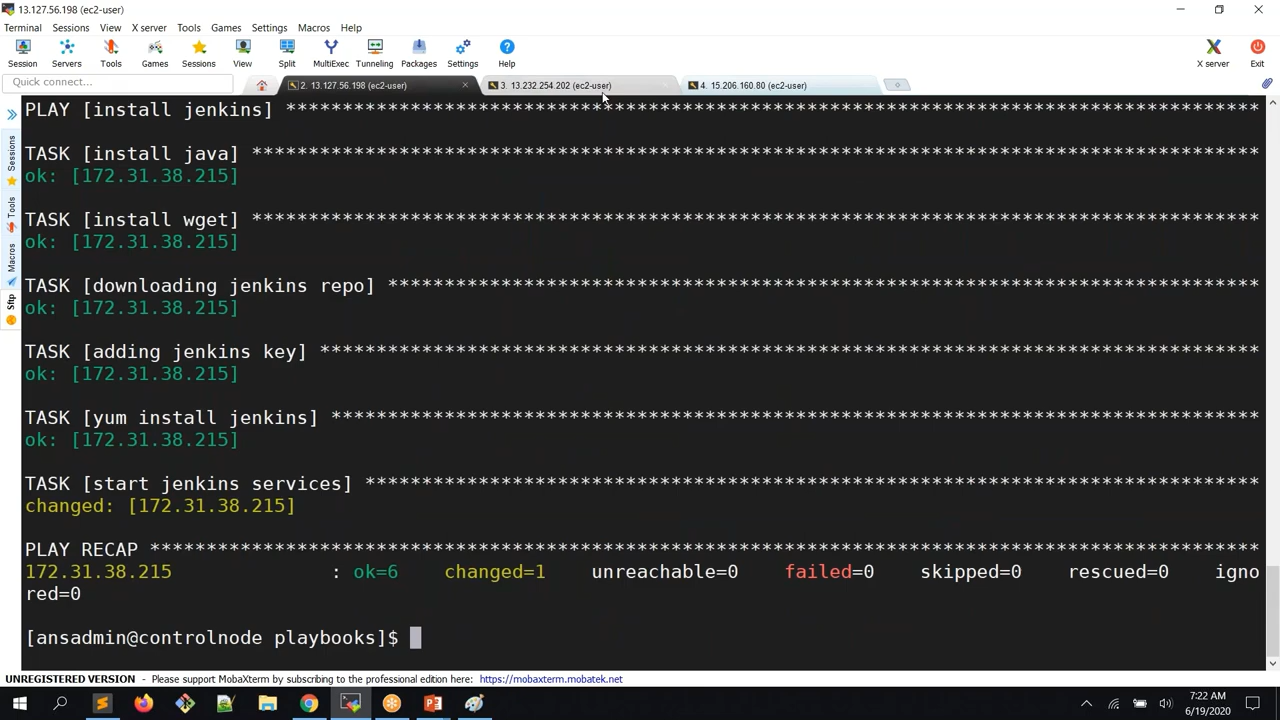 13.127.56.198 (ec2-user)
Terminal Sessions View X server Tools Games Settings Macros Help
Session Servers Tools Games Sessions View Split MultiExec Tunneling Packages Settings Help X server Exit
Quick connect... 2. 13.127.56.198 (ec2-user) 3. 13.232.254.202 (ec2-user) 4. 15.206.160.80 (ec2-user)
Sessions
Tools
Macros
Sftp
PLAY [install jenkins] ***************************************************************************************
TASK [install java] ******************************************************************************************
ok: [172.31.38.215]
TASK [install wget] ******************************************************************************************
ok: [172.31.38.215]
TASK [downloading jenkins repo] ******************************************************************************
ok: [172.31.38.215]
TASK [adding jenkins key] ************************************************************************************
ok: [172.31.38.215]
TASK [yum install jenkins] ***********************************************************************************
ok: [172.31.38.215]
TASK [start jenkins services] ********************************************************************************
changed: [172.31.38.215]
PLAY RECAP ***************************************************************************************************
172.31.38.215 : ok=6 changed=1 unreachable=0 failed=0 skipped=0 rescued=0 igno
red=0
[ansadmin@controlnode playbooks]$
UNREGISTERED VERSION - Please support MobaXterm by subscribing to the professional edition here: https://mobaxterm.mobatek.net
7:22 AM
6/19/2020